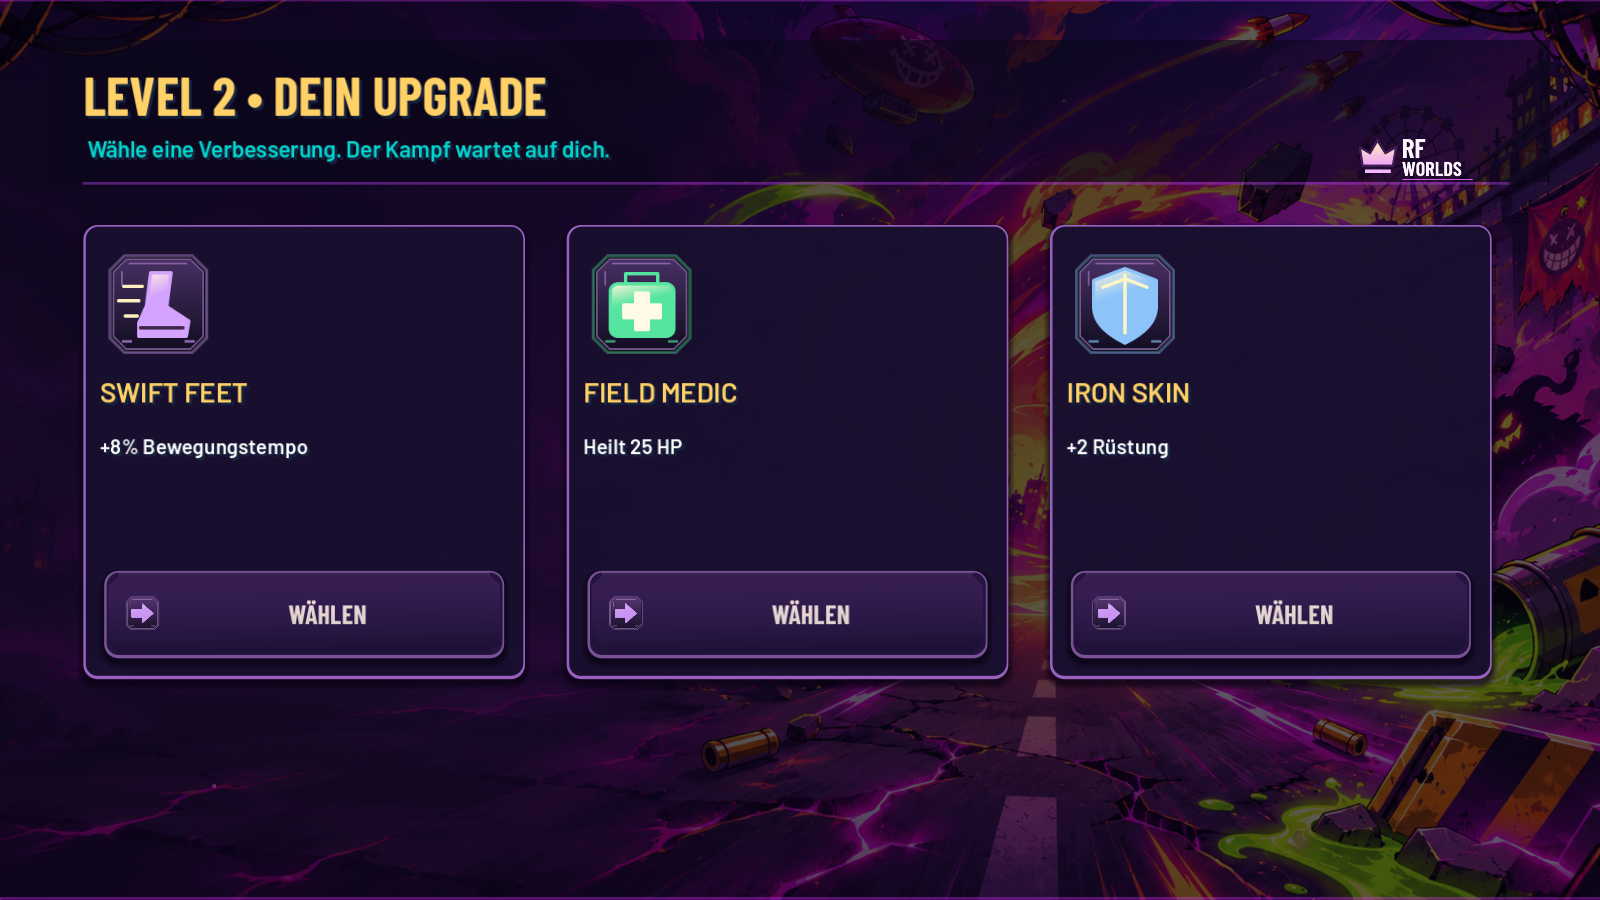 LEVEL 2 • DEIN UPGRADE
Wähle eine Verbesserung. Der Kampf wartet auf dich.
RF
WORLDS
SWIFT FEET
+8% Bewegungstempo
WÄHLEN
FIELD MEDIC
Heilt 25 HP
WÄHLEN
IRON SKIN
+2 Rüstung
WÄHLEN